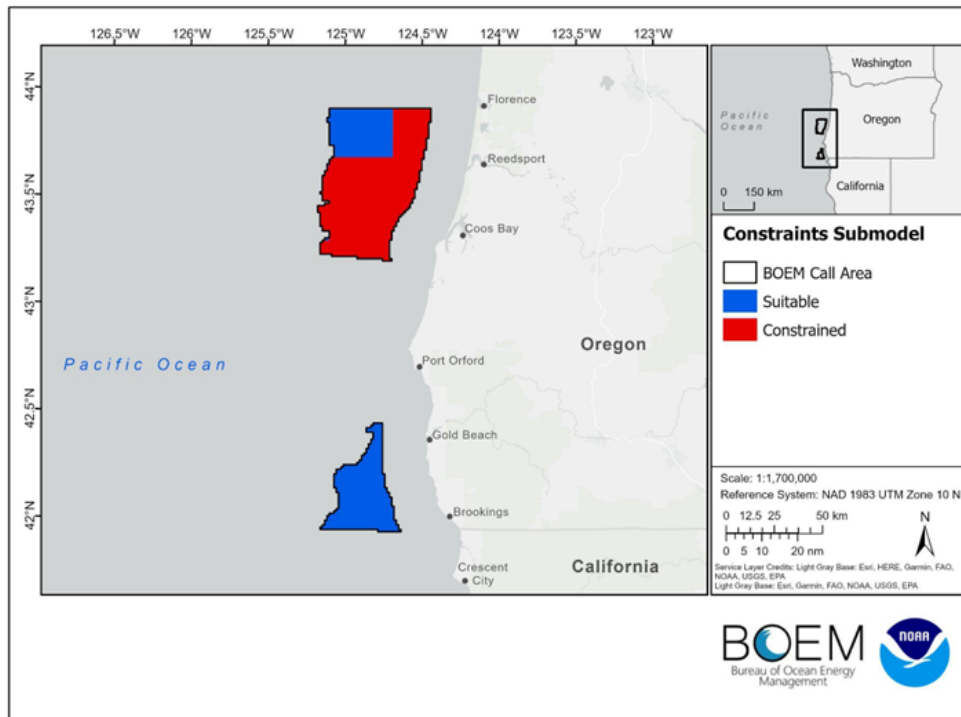 126.5°W 126°W 125.5°W 125°W 124.5°W 124°W 123.5°W 123°W
44°N
43.5°N
43°N
42.5°N
42°N
Florence
Reedsport
Coos Bay
Oregon
Pacific Ocean
Port Orford
Gold Beach
Brookings
California
Crescent
City
Washington
Pacific
Ocean
Oregon
California
0 150 km
Constraints Submodel
BOEM Call Area
Suitable
Constrained
Scale: 1:1,700,000
Reference System: NAD 1983 UTM Zone 10 N
0 12.5 25 50 km
0 5 10 20 nm
N
Service Layer Credits: Light Gray Base: Esri, HERE, Garmin, FAO,
NOAA, USGS, EPA
Light Gray Base: Esri, Garmin, FAO, NOAA, USGS, EPA
BOEM
Bureau of Ocean Energy
Management
NOAA